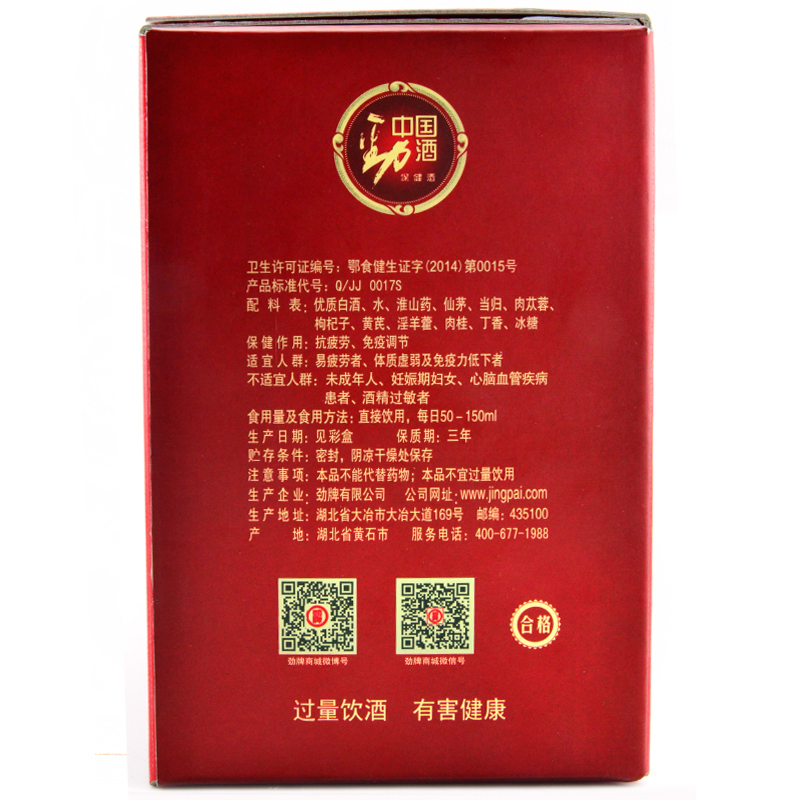 中国
劲酒
保健酒
卫生许可证编号：鄂食健生证字(2014)第0015号
产品标准代号：Q/JJ 0017S
配料表：优质白酒、水、淮山药、仙茅、当归、肉苁蓉、
枸杞子、黄芪、淫羊藿、肉桂、丁香、冰糖
保健作用：抗疲劳、免疫调节
适宜人群：易疲劳者、体质虚弱及免疫力低下者
不适宜人群：未成年人、妊娠期妇女、心脑血管疾病
患者、酒精过敏者
食用量及食用方法：直接饮用，每日50－150ml
生产日期：见彩盒 保质期：三年
贮存条件：密封，阴凉干燥处保存
注意事项：本品不能代替药物；本品不宜过量饮用
生产企业：劲牌有限公司 公司网址：www.jingpai.com
生产地址：湖北省大冶市大冶大道169号 邮编：435100
产地：湖北省黄石市 服务电话：400-677-1988
劲牌商城微博号 劲牌商城微信号
合格
过量饮酒 有害健康